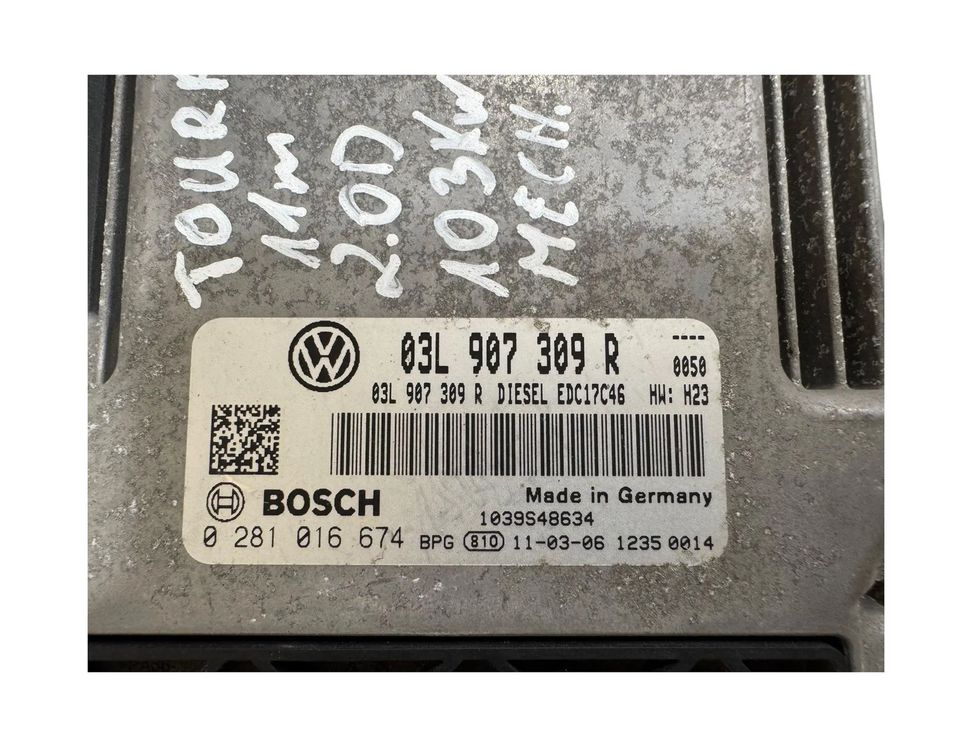 TOUR
11m
2.0D
103KW
MECH.
03L 907 309 R
----
0050
03L 907 309 R DIESEL EDC17C46 HW: H23
BOSCH
Made in Germany
1039S48634
0 281 016 674 BPG 810 11-03-06 1235 0014